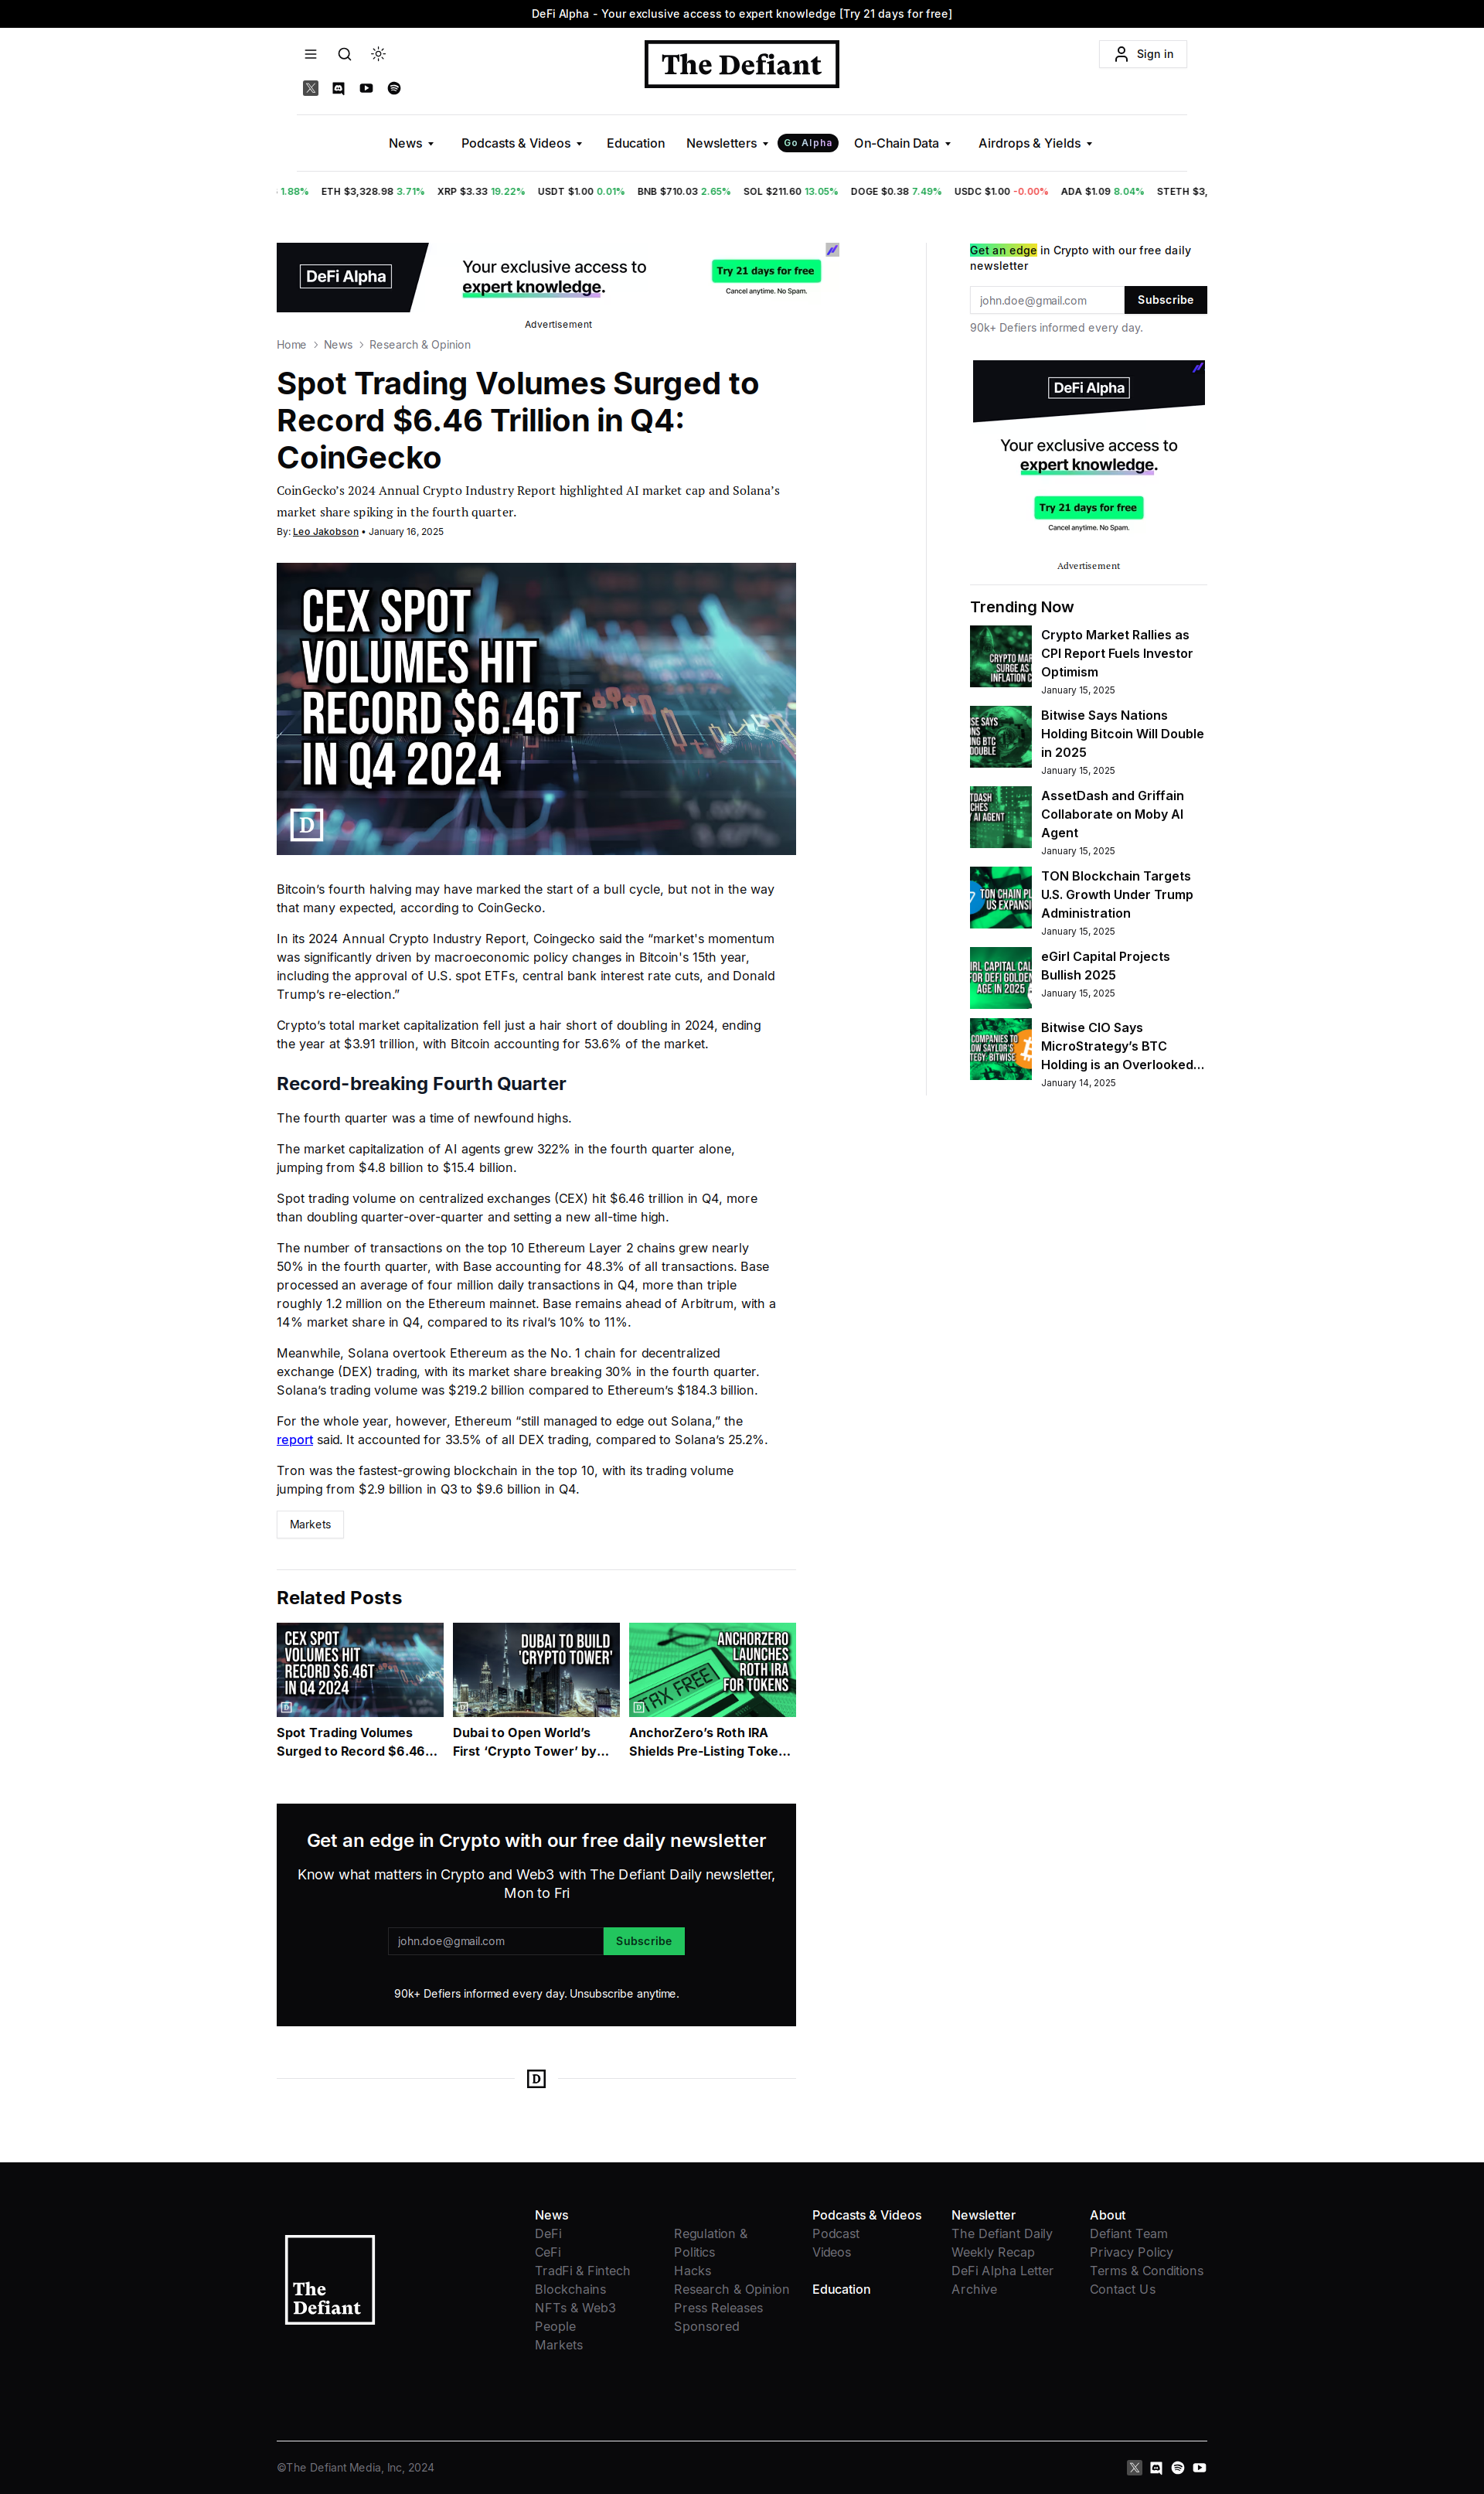 DeFi Alpha - Your exclusive access to expert knowledge [Try 21 days for free]
The Defiant
Sign in
News
Podcasts & Videos
Education
Newsletters
Go Alpha
On-Chain Data
Airdrops & Yields
1.88% ETH $3,328.98 3.71% XRP $3.33 19.22% USDT $1.00 0.01% BNB $710.03 2.65% SOL $211.60 13.05% DOGE $0.38 7.49% USDC $1.00 -0.00% ADA $1.09 8.04% STETH $3,
DeFi Alpha
Your exclusive access to
expert knowledge.
Try 21 days for free
Cancel anytime. No Spam.
Advertisement
Home > News > Research & Opinion
Spot Trading Volumes Surged to
Record $6.46 Trillion in Q4:
CoinGecko
CoinGecko’s 2024 Annual Crypto Industry Report highlighted AI market cap and Solana’s
market share spiking in the fourth quarter.
By: Leo Jakobson • January 16, 2025
CEX SPOT
VOLUMES HIT
RECORD $6.46T
IN Q4 2024
D
Bitcoin’s fourth halving may have marked the start of a bull cycle, but not in the way
that many expected, according to CoinGecko.
In its 2024 Annual Crypto Industry Report, Coingecko said the “market's momentum
was significantly driven by macroeconomic policy changes in Bitcoin's 15th year,
including the approval of U.S. spot ETFs, central bank interest rate cuts, and Donald
Trump’s re-election.”
Crypto’s total market capitalization fell just a hair short of doubling in 2024, ending
the year at $3.91 trillion, with Bitcoin accounting for 53.6% of the market.
Record-breaking Fourth Quarter
The fourth quarter was a time of newfound highs.
The market capitalization of AI agents grew 322% in the fourth quarter alone,
jumping from $4.8 billion to $15.4 billion.
Spot trading volume on centralized exchanges (CEX) hit $6.46 trillion in Q4, more
than doubling quarter-over-quarter and setting a new all-time high.
The number of transactions on the top 10 Ethereum Layer 2 chains grew nearly
50% in the fourth quarter, with Base accounting for 48.3% of all transactions. Base
processed an average of four million daily transactions in Q4, more than triple
roughly 1.2 million on the Ethereum mainnet. Base remains ahead of Arbitrum, with a
14% market share in Q4, compared to its rival’s 10% to 11%.
Meanwhile, Solana overtook Ethereum as the No. 1 chain for decentralized
exchange (DEX) trading, with its market share breaking 30% in the fourth quarter.
Solana’s trading volume was $219.2 billion compared to Ethereum’s $184.3 billion.
For the whole year, however, Ethereum “still managed to edge out Solana,” the
report said. It accounted for 33.5% of all DEX trading, compared to Solana’s 25.2%.
Tron was the fastest-growing blockchain in the top 10, with its trading volume
jumping from $2.9 billion in Q3 to $9.6 billion in Q4.
Markets
Get an edge in Crypto with our free daily
newsletter
john.doe@gmail.com
Subscribe
90k+ Defiers informed every day.
DeFi Alpha
Your exclusive access to
expert knowledge.
Try 21 days for free
Cancel anytime. No Spam.
Advertisement
Trending Now
Crypto Market Rallies as
CPI Report Fuels Investor
Optimism
January 15, 2025
Bitwise Says Nations
Holding Bitcoin Will Double
in 2025
January 15, 2025
AssetDash and Griffain
Collaborate on Moby AI
Agent
January 15, 2025
TON Blockchain Targets
U.S. Growth Under Trump
Administration
January 15, 2025
eGirl Capital Projects
Bullish 2025
January 15, 2025
Bitwise CIO Says
MicroStrategy’s BTC
Holding is an Overlooked...
January 14, 2025
Related Posts
CEX SPOT
VOLUMES HIT
RECORD $6.46T
IN Q4 2024
Spot Trading Volumes
Surged to Record $6.46...
DUBAI TO BUILD
'CRYPTO TOWER'
Dubai to Open World’s
First ‘Crypto Tower’ by...
ANCHORZERO
LAUNCHES
ROTH IRA
FOR TOKENS
TAX FREE
AnchorZero’s Roth IRA
Shields Pre-Listing Toke...
Get an edge in Crypto with our free daily newsletter
Know what matters in Crypto and Web3 with The Defiant Daily newsletter,
Mon to Fri
john.doe@gmail.com
Subscribe
90k+ Defiers informed every day. Unsubscribe anytime.
D
The
Defiant
News
DeFi
CeFi
TradFi & Fintech
Blockchains
NFTs & Web3
People
Markets
Regulation &
Politics
Hacks
Research & Opinion
Press Releases
Sponsored
Podcasts & Videos
Podcast
Videos
Education
Newsletter
The Defiant Daily
Weekly Recap
DeFi Alpha Letter
Archive
About
Defiant Team
Privacy Policy
Terms & Conditions
Contact Us
©The Defiant Media, Inc, 2024